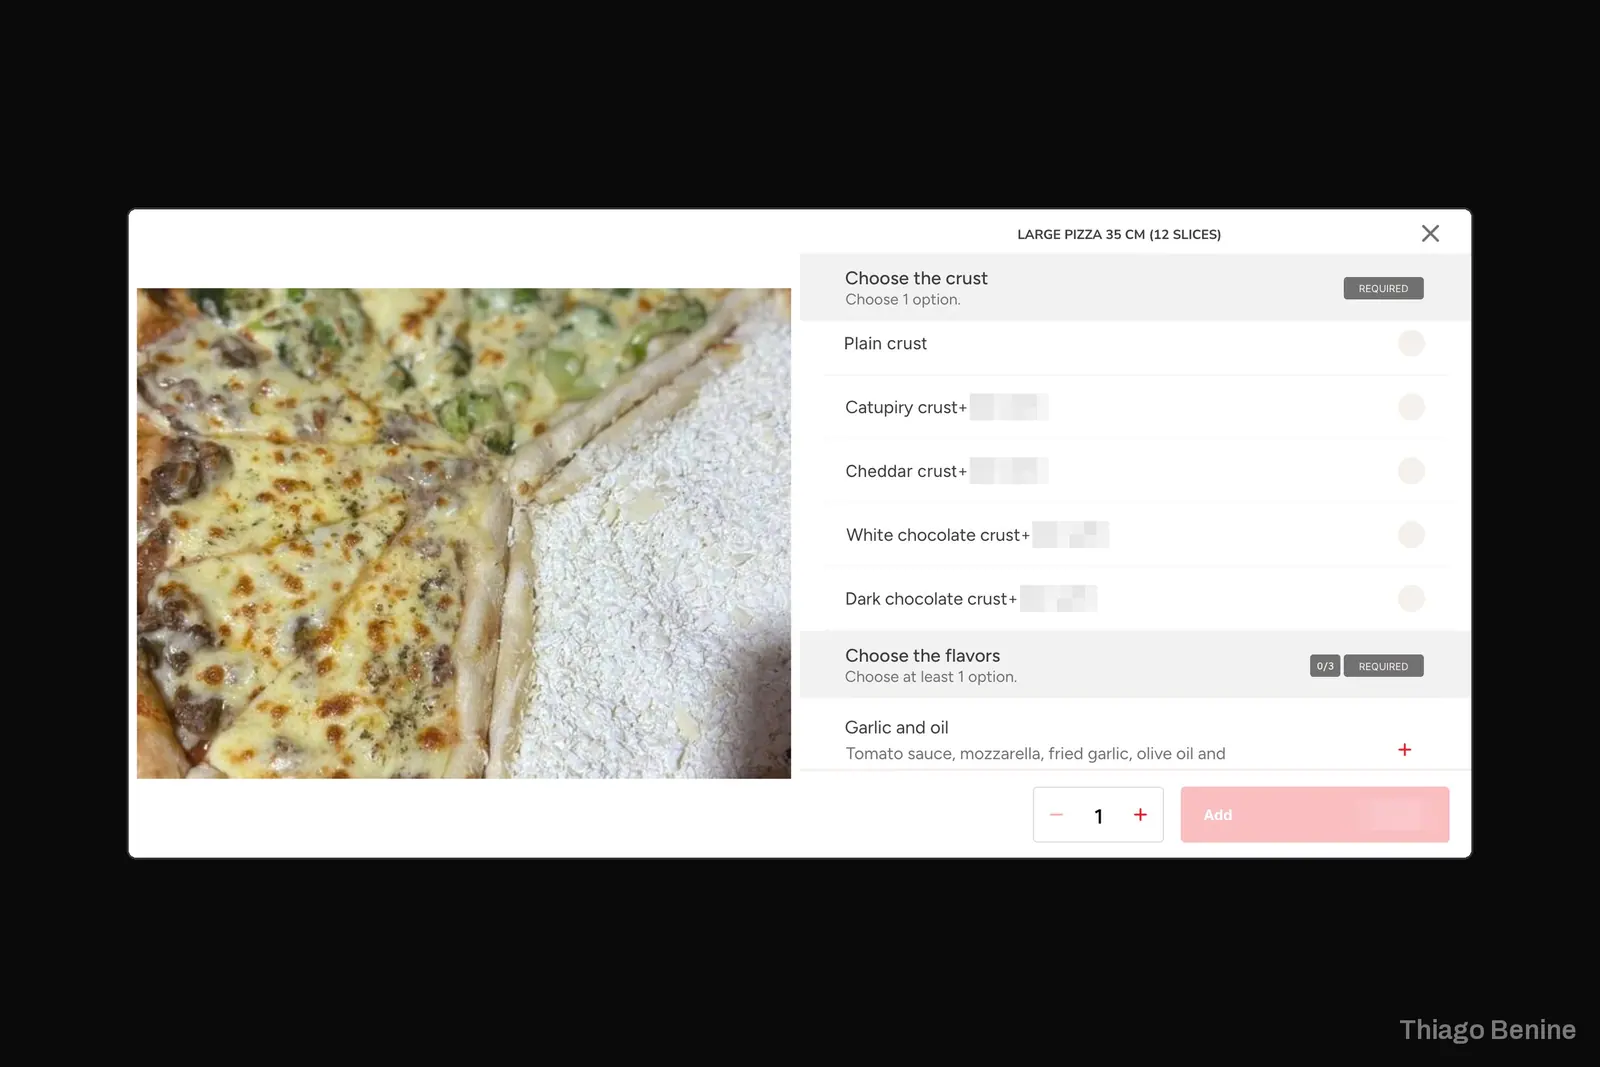 LARGE PIZZA 35 CM (12 SLICES)
Choose the crust
Choose 1 option.
REQUIRED
Plain crust
Catupiry crust+
Cheddar crust+
White chocolate crust+
Dark chocolate crust+
Choose the flavors
Choose at least 1 option.
0/3 REQUIRED
Garlic and oil
Tomato sauce, mozzarella, fried garlic, olive oil and
1
Add
Thiago Benine